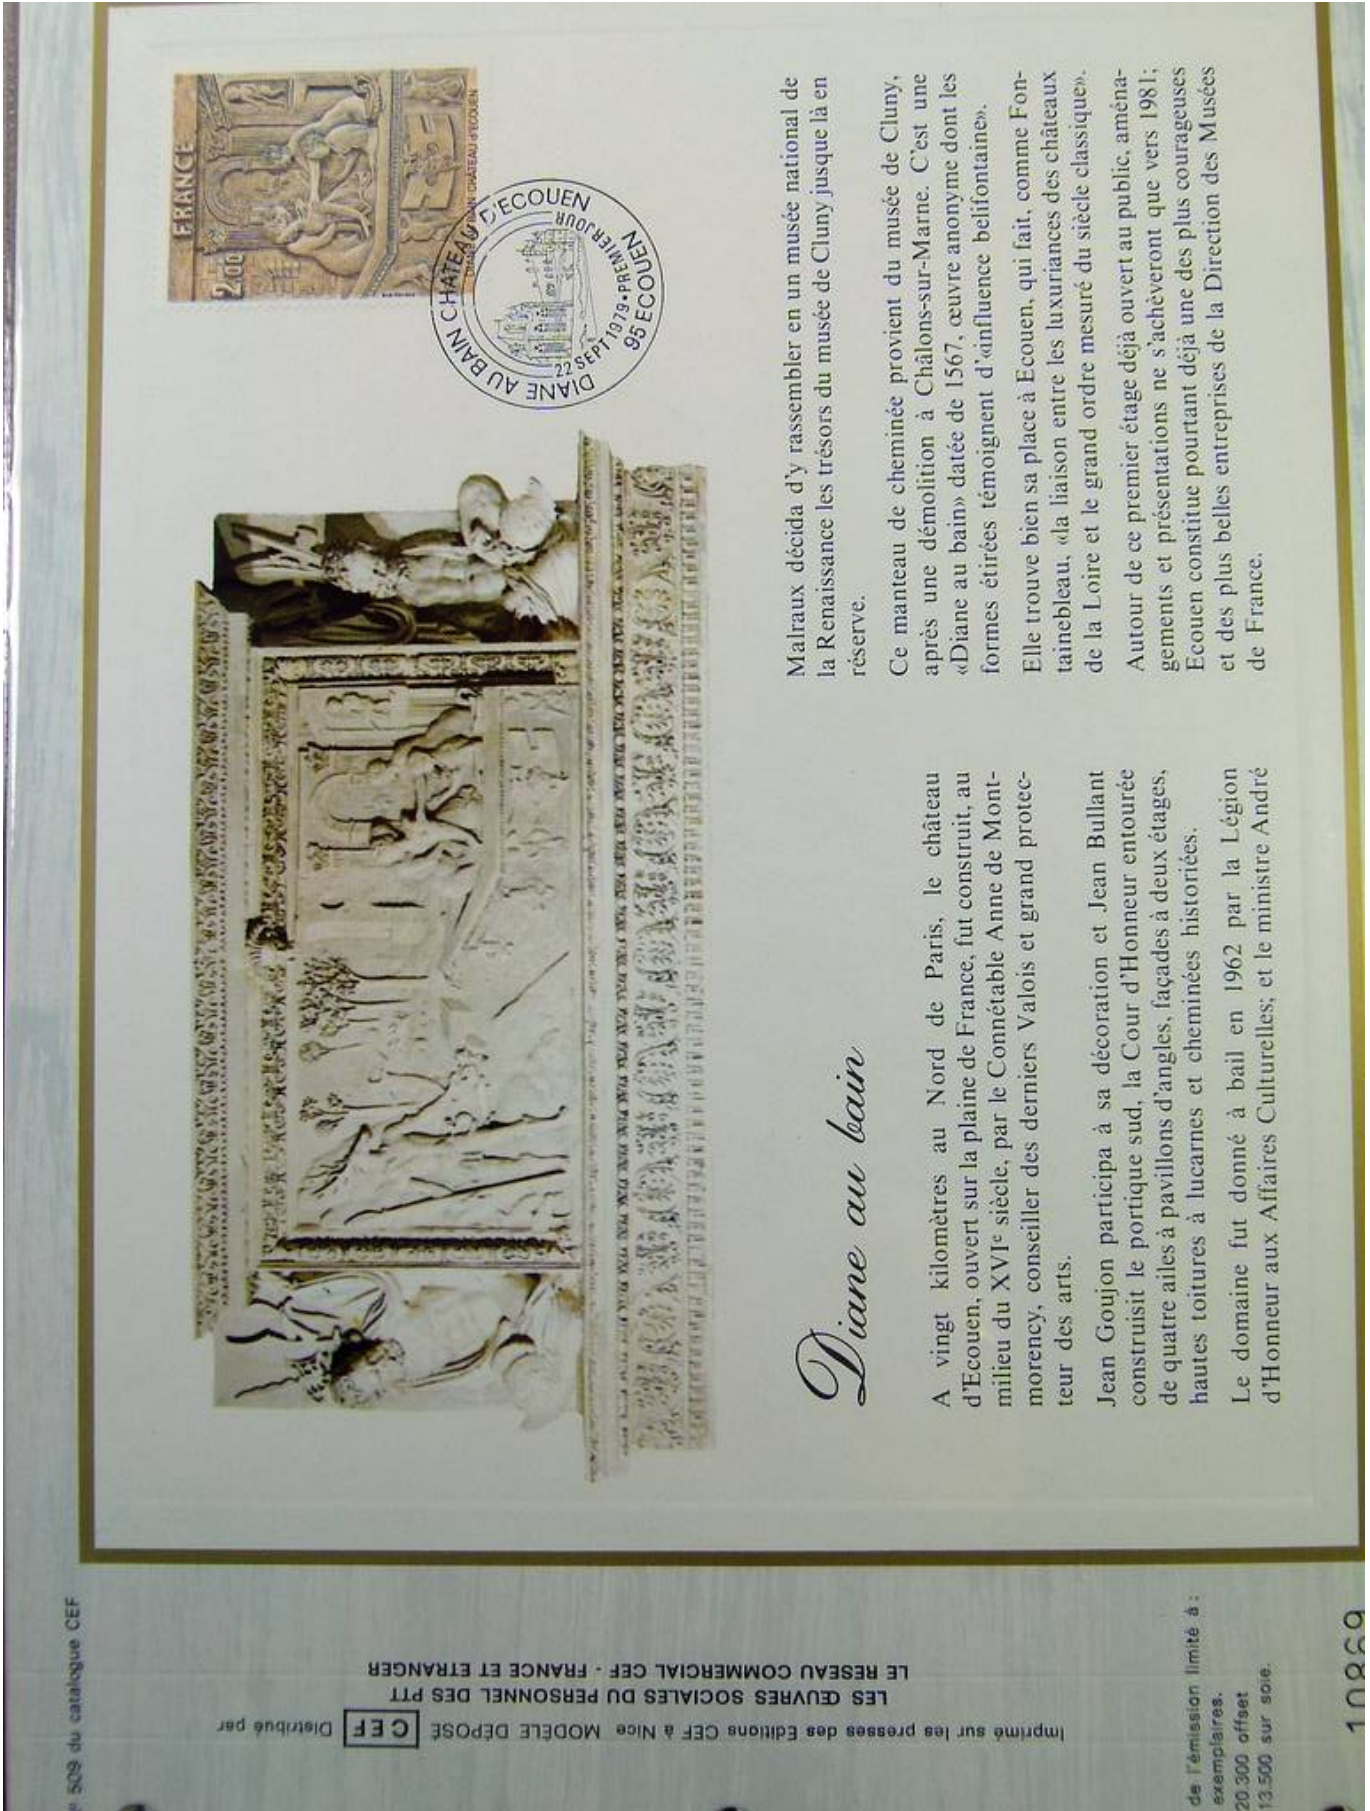 FRANCE
2.00
DIANE AU BAIN CHATEAU d'ECOUEN
DIANE AU BAIN CHATEAU D'ECOUEN
22 SEPT 1979 • PREMIER JOUR
95 ECOUEN
Diane au bain
A vingt kilomètres au Nord de Paris, le château
d'Ecouen, ouvert sur la plaine de France, fut construit, au
milieu du XVIe siècle, par le Connétable Anne de Mont-
morency, conseiller des derniers Valois et grand protec-
teur des arts.
Jean Goujon participa à sa décoration et Jean Bullant
construisit le portique sud, la Cour d'Honneur entourée
de quatre ailes à pavillons d'angles, façades à deux étages,
hautes toitures à lucarnes et cheminées historiées.
Le domaine fut donné à bail en 1962 par la Légion
d'Honneur aux Affaires Culturelles; et le ministre André
Malraux décida d'y rassembler en un musée national de
la Renaissance les trésors du musée de Cluny jusque là en
réserve.
Ce manteau de cheminée provient du musée de Cluny,
après une démolition à Châlons-sur-Marne. C'est une
«Diane au bain» datée de 1567, œuvre anonyme dont les
formes étirées témoignent d'«influence belifontaine».
Elle trouve bien sa place à Ecouen, qui fait, comme Fon-
tainebleau, «la liaison entre les luxuriances des châteaux
de la Loire et le grand ordre mesuré du siècle classique».
Autour de ce premier étage déjà ouvert au public, aména-
gements et présentations ne s'achèveront que vers 1981;
Ecouen constitue pourtant déjà une des plus courageuses
et des plus belles entreprises de la Direction des Musées
de France.
509 du catalogue CEF
Imprimé sur les presses des Editions CEF à Nice MODÈLE DÉPOSÉ CEF Distribué par
LES ŒUVRES SOCIALES DU PERSONNEL DES PTT
LE RESEAU COMMERCIAL CEF - FRANCE ET ETRANGER
de l'émission limité à :
exemplaires.
20.300 offset
13.500 sur soie.
10869